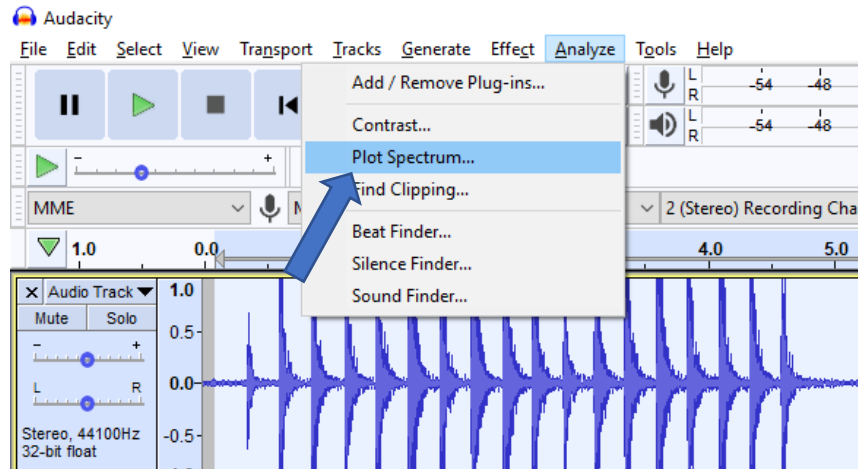 Audacity
File Edit Select View Transport Tracks Generate Effect Analyze Tools Help
Add / Remove Plug-ins...
Contrast...
Plot Spectrum...
Find Clipping...
Beat Finder...
Silence Finder...
Sound Finder...
L
R
-54 -48
L
R
-54 -48
- +
MME
2 (Stereo) Recording Cha
1.0 0.0 4.0 5.0
× Audio Track 1.0
Mute Solo 0.5-
- +
0.0-
L R
Stereo, 44100Hz -0.5-
32-bit float